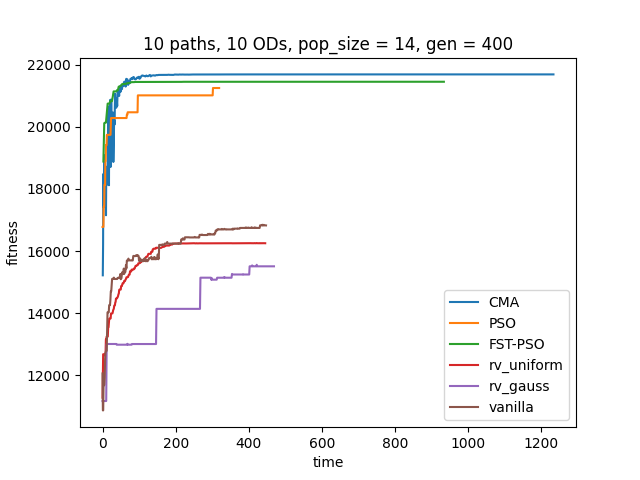 10 paths, 10 ODs, pop_size = 14, gen = 400
fitness
22000
20000
18000
16000
14000
12000
CMA
PSO
FST-PSO
rv_uniform
rv_gauss
vanilla
0 200 400 600 800 1000 1200
time